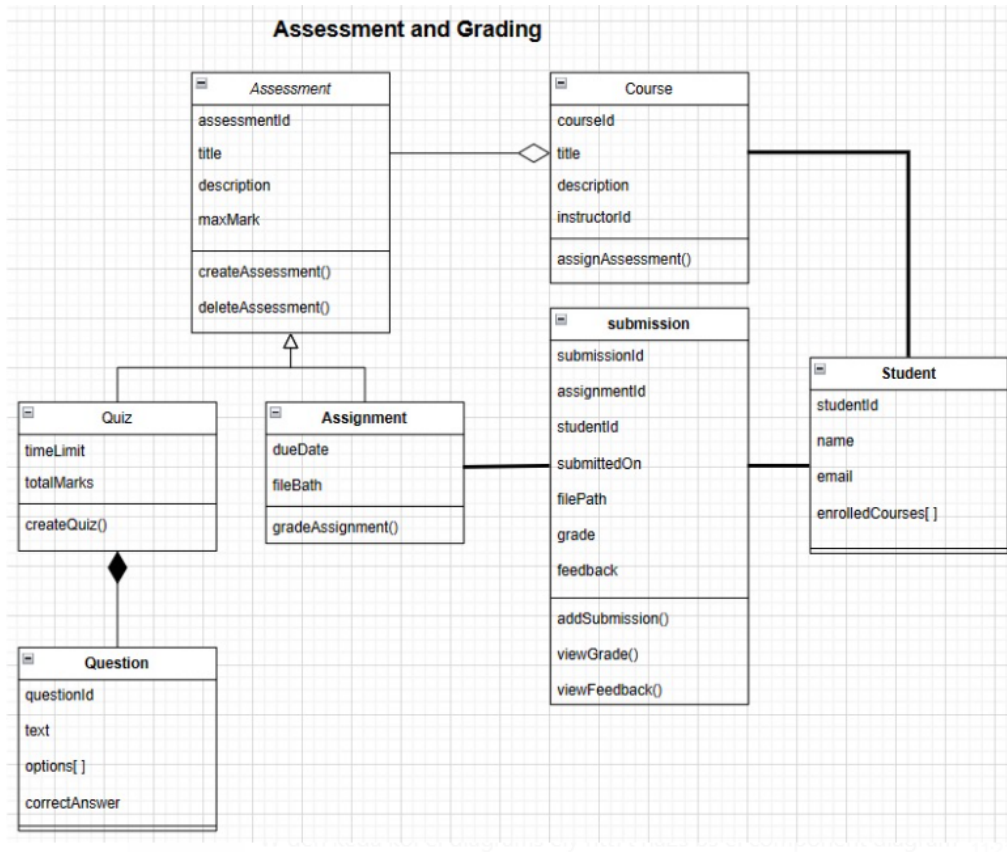 Assessment and Grading
Assessment
assessmentId
title
description
maxMark
createAssessment()
deleteAssessment()
Course
courseId
title
description
instructorId
assignAssessment()
submission
submissionId
assignmentId
studentId
submittedOn
filePath
grade
feedback
addSubmission()
viewGrade()
viewFeedback()
Student
studentId
name
email
enrolledCourses[ ]
Quiz
timeLimit
totalMarks
createQuiz()
Assignment
dueDate
fileBath
gradeAssignment()
Question
questionId
text
options[ ]
correctAnswer